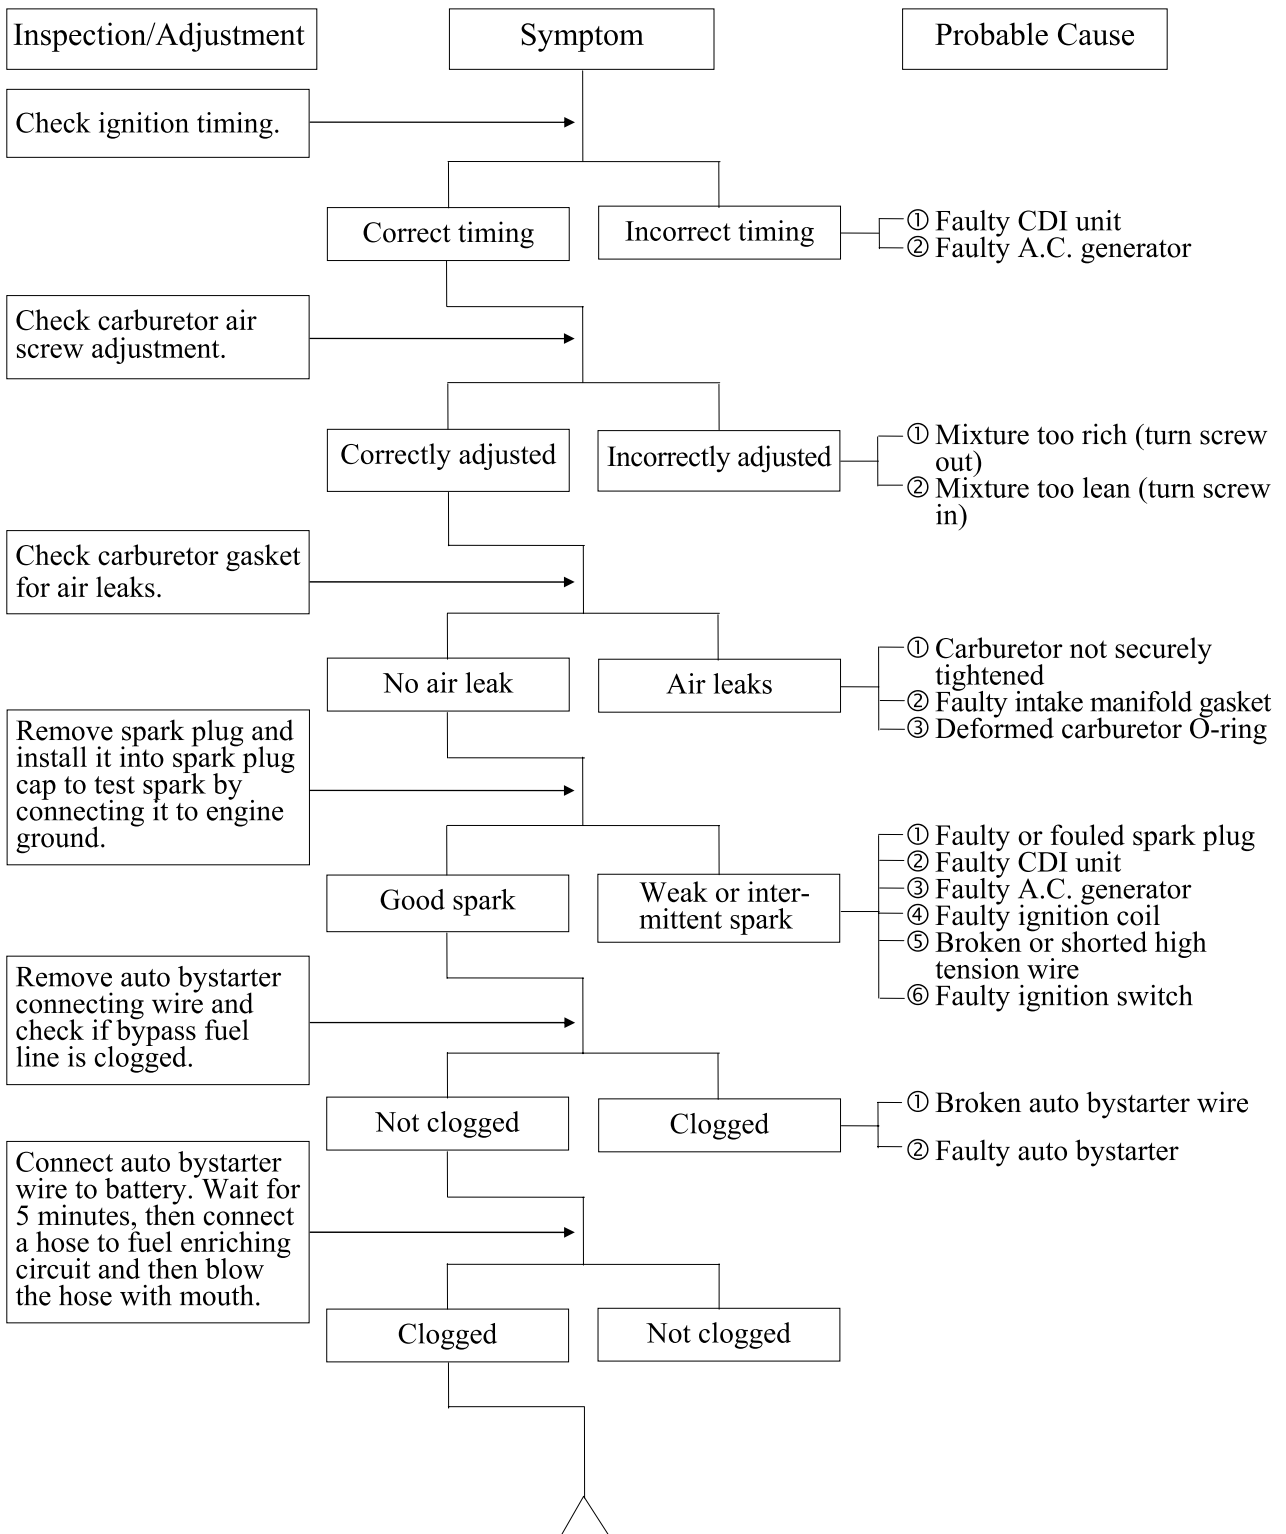 Inspection/Adjustment
Symptom
Probable Cause
Check ignition timing.
Correct timing
Incorrect timing
① Faulty CDI unit
② Faulty A.C. generator
Check carburetor air
screw adjustment.
Correctly adjusted
Incorrectly adjusted
① Mixture too rich (turn screw
out)
② Mixture too lean (turn screw
in)
Check carburetor gasket
for air leaks.
No air leak
Air leaks
① Carburetor not securely
tightened
② Faulty intake manifold gasket
③ Deformed carburetor O-ring
Remove spark plug and
install it into spark plug
cap to test spark by
connecting it to engine
ground.
Good spark
Weak or inter-
mittent spark
① Faulty or fouled spark plug
② Faulty CDI unit
③ Faulty A.C. generator
④ Faulty ignition coil
⑤ Broken or shorted high
tension wire
⑥ Faulty ignition switch
Remove auto bystarter
connecting wire and
check if bypass fuel
line is clogged.
Not clogged
Clogged
① Broken auto bystarter wire
② Faulty auto bystarter
Connect auto bystarter
wire to battery. Wait for
5 minutes, then connect
a hose to fuel enriching
circuit and then blow
the hose with mouth.
Clogged
Not clogged